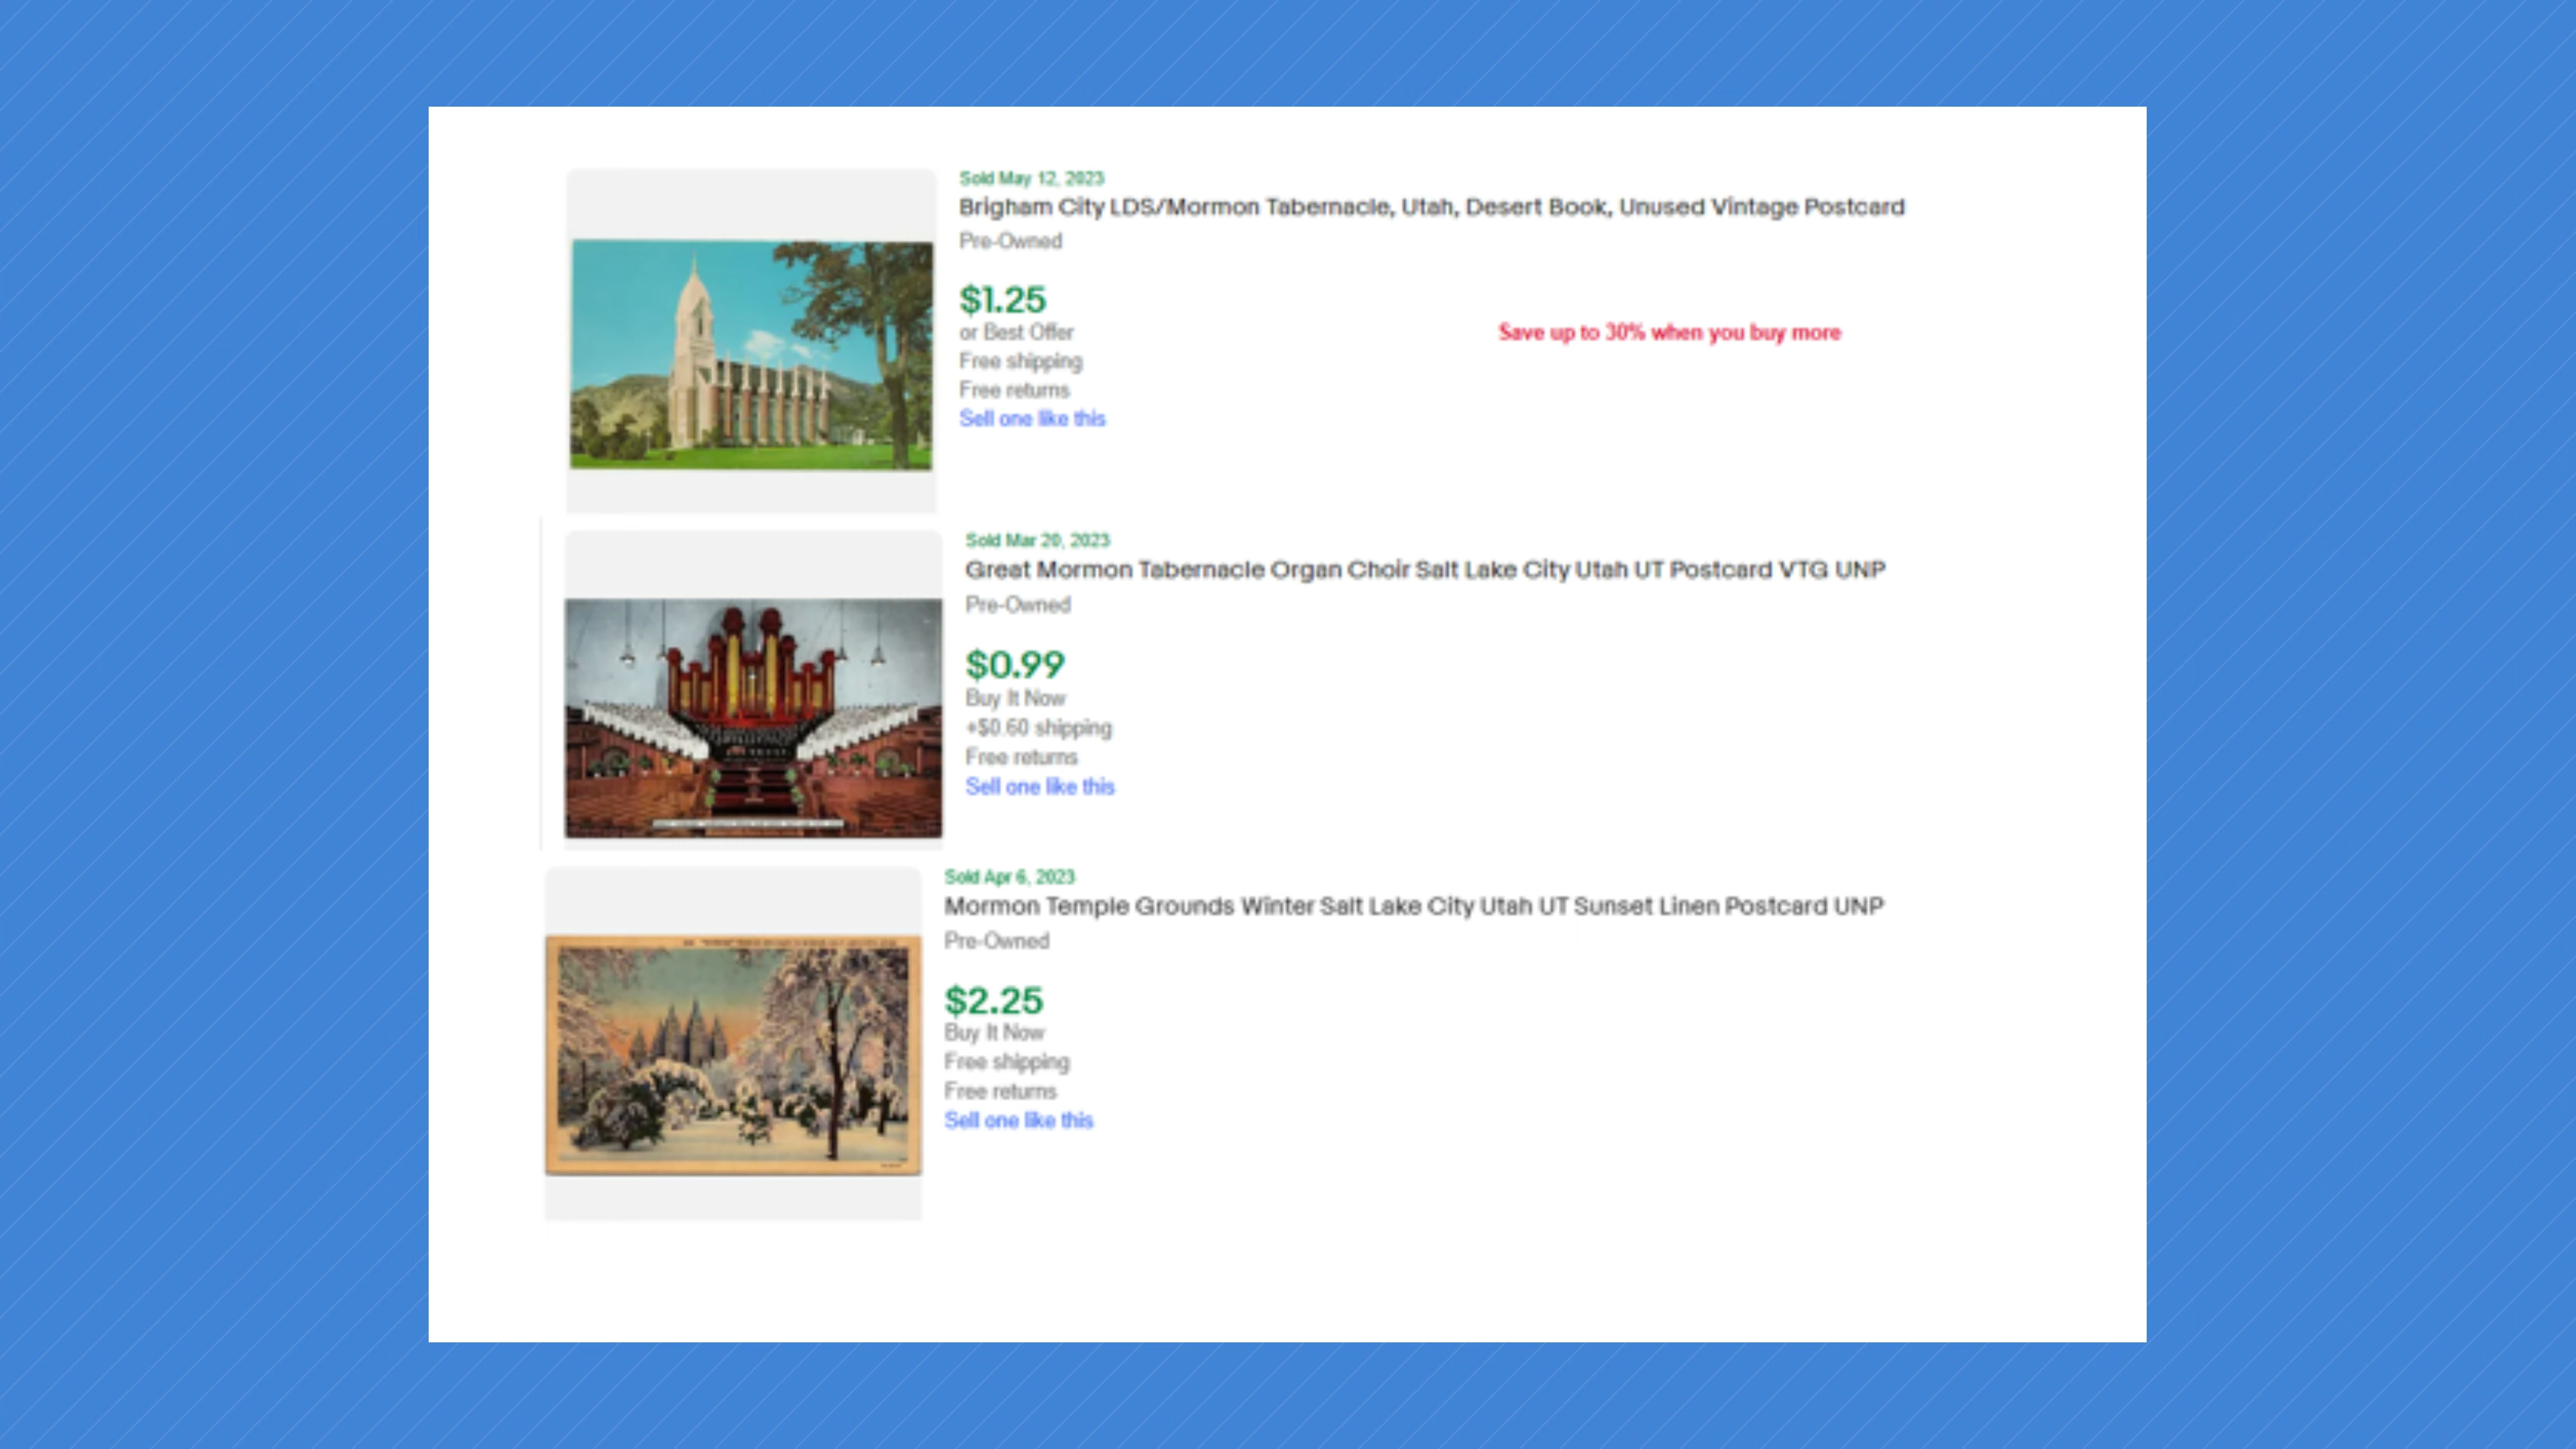 Sold May 12, 2023
Brigham City LDS/Mormon Tabernacle, Utah, Desert Book, Unused Vintage Postcard
Pre-Owned
$1.25
or Best Offer
Save up to 30% when you buy more
Free shipping
Free returns
Sell one like this
Sold Mar 20, 2023
Great Mormon Tabernacle Organ Choir Salt Lake City Utah UT Postcard VTG UNP
Pre-Owned
$0.99
Buy It Now
+$0.60 shipping
Free returns
Sell one like this
Sold Apr 6, 2023
Mormon Temple Grounds Winter Salt Lake City Utah UT Sunset Linen Postcard UNP
Pre-Owned
$2.25
Buy It Now
Free shipping
Free returns
Sell one like this